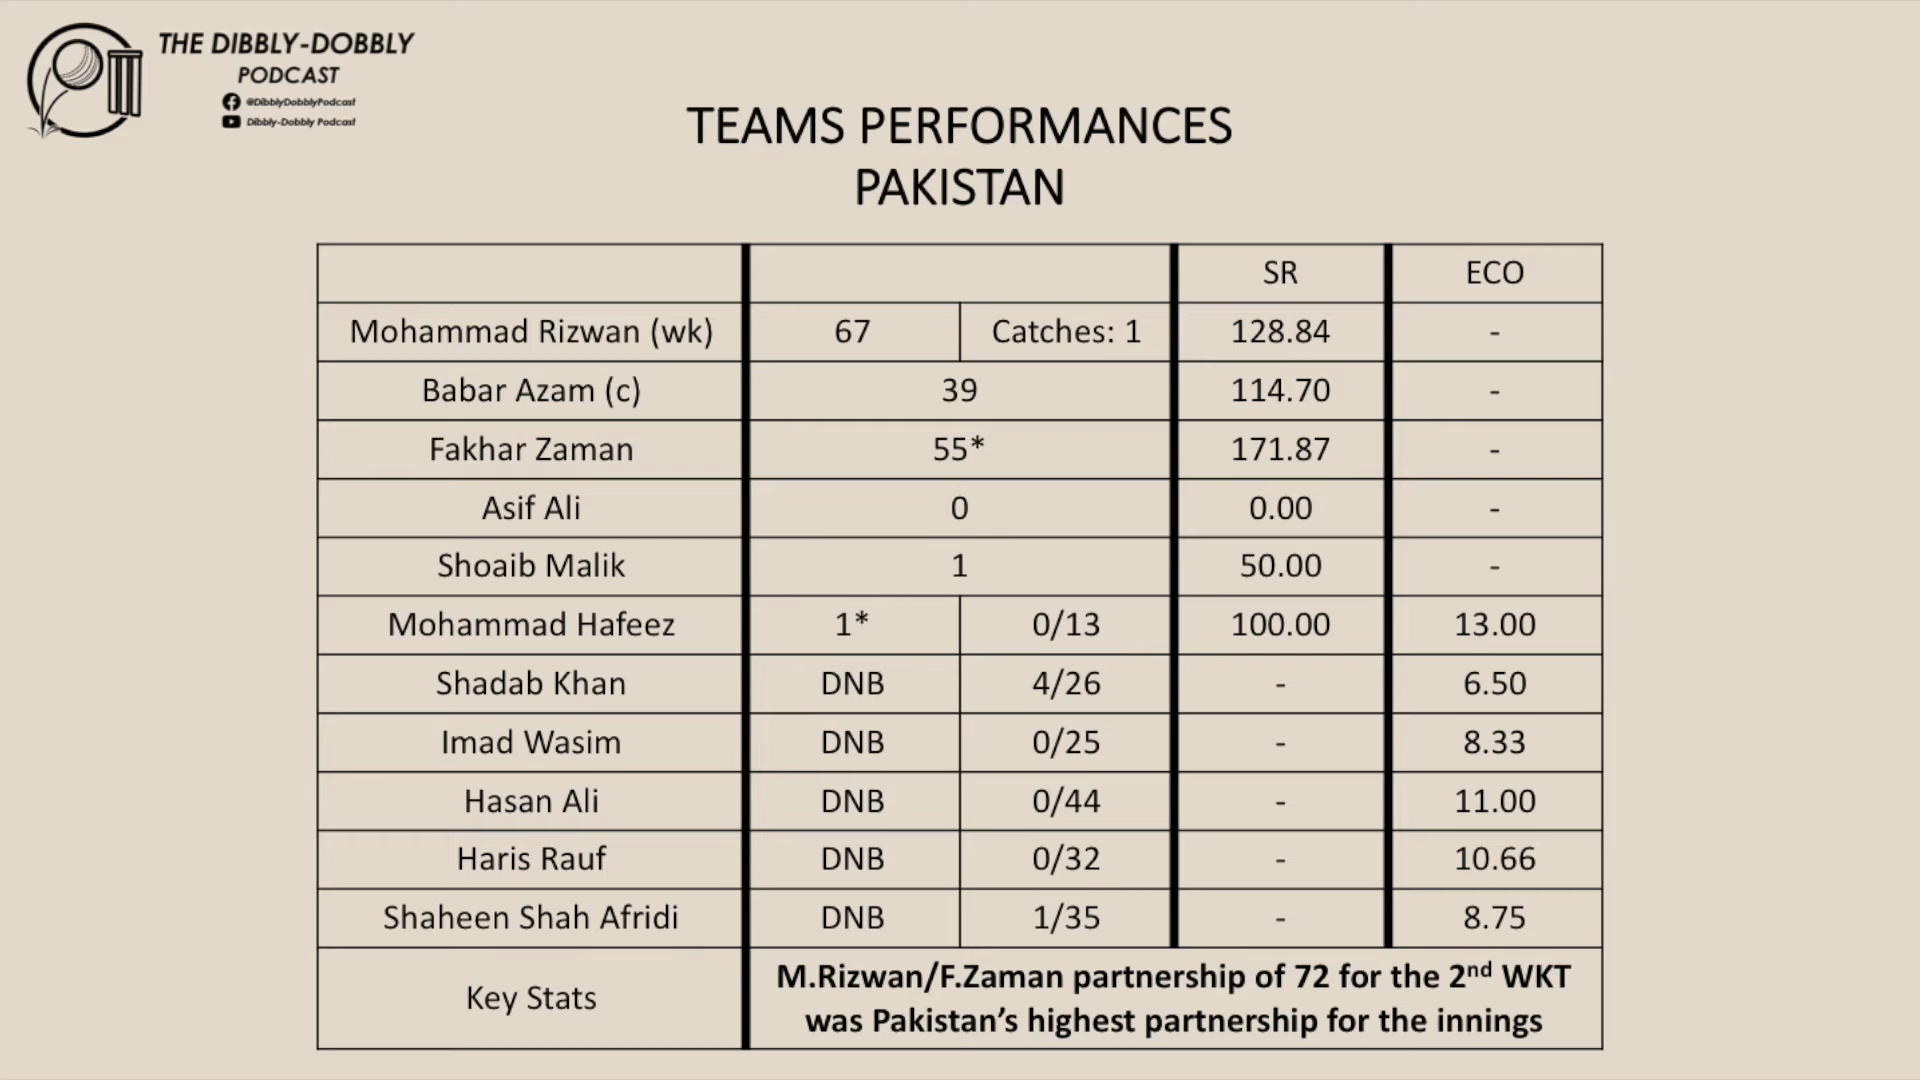 THE DIBBLY-DOBBLY
PODCAST
@DibblyDobblyPodcast
Dibbly-Dobbly Podcast
TEAMS PERFORMANCES
PAKISTAN
SR ECO
Mohammad Rizwan (wk) 67 Catches: 1 128.84 -
Babar Azam (c) 39 114.70 -
Fakhar Zaman 55* 171.87 -
Asif Ali 0 0.00 -
Shoaib Malik 1 50.00 -
Mohammad Hafeez 1* 0/13 100.00 13.00
Shadab Khan DNB 4/26 - 6.50
Imad Wasim DNB 0/25 - 8.33
Hasan Ali DNB 0/44 - 11.00
Haris Rauf DNB 0/32 - 10.66
Shaheen Shah Afridi DNB 1/35 - 8.75
Key Stats
M.Rizwan/F.Zaman partnership of 72 for the 2nd WKT
was Pakistan’s highest partnership for the innings